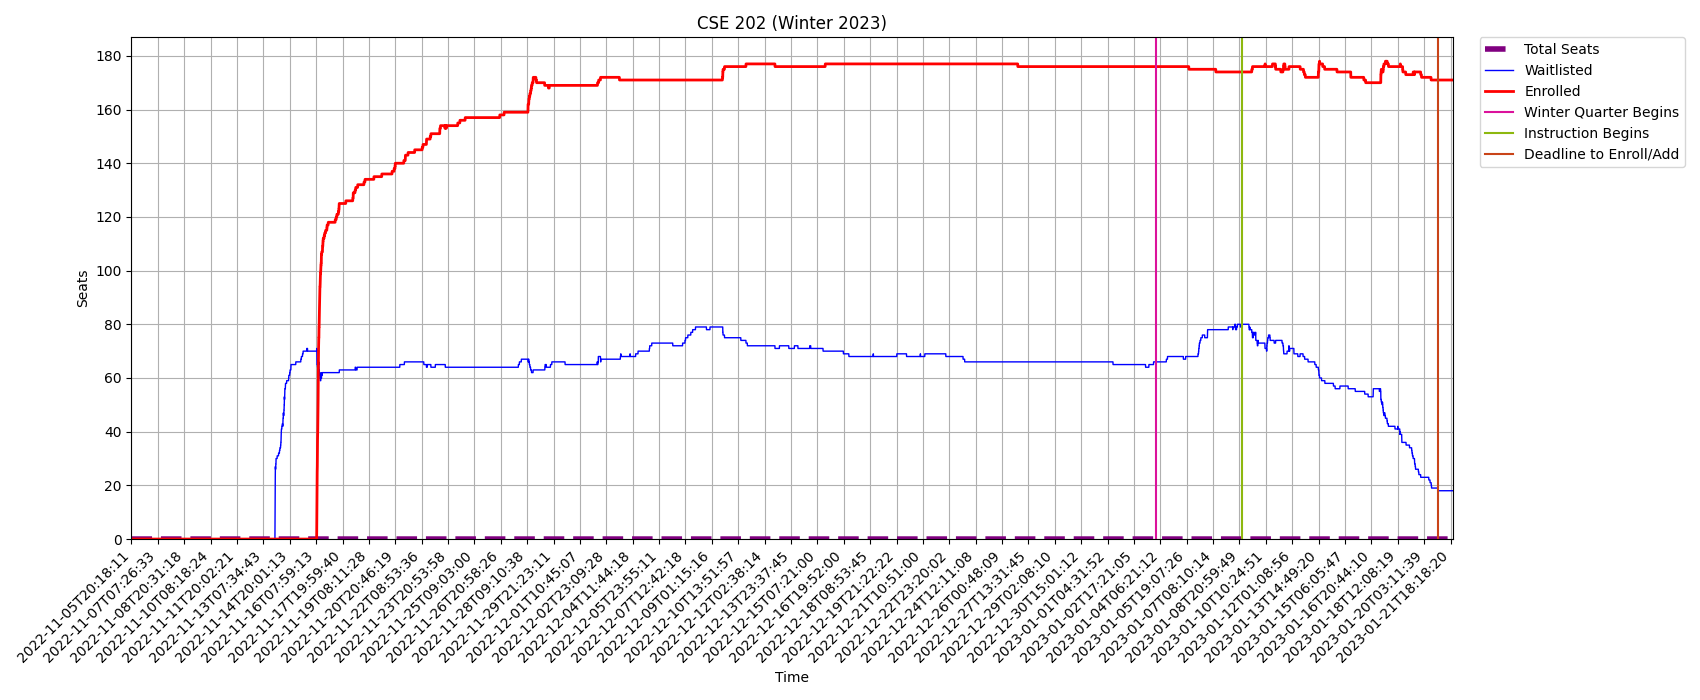 CSE 202 (Winter 2023)
Total Seats
Waitlisted
Enrolled
Winter Quarter Begins
Instruction Begins
Deadline to Enroll/Add
Seats
180
160
140
120
100
80
60
40
20
0
2022-11-05T20:18:11
2022-11-07T07:26:33
2022-11-08T20:31:18
2022-11-10T08:18:24
2022-11-11T20:02:21
2022-11-13T07:34:43
2022-11-14T20:01:13
2022-11-16T07:59:13
2022-11-17T19:59:40
2022-11-19T08:11:28
2022-11-20T20:46:19
2022-11-22T08:53:36
2022-11-23T20:53:58
2022-11-25T09:03:00
2022-11-26T20:58:26
2022-11-28T09:10:38
2022-11-29T21:23:11
2022-12-01T10:45:07
2022-12-02T23:09:28
2022-12-04T11:44:18
2022-12-05T23:55:11
2022-12-07T12:42:18
2022-12-09T01:15:16
2022-12-10T13:51:57
2022-12-12T02:38:14
2022-12-13T23:37:45
2022-12-15T07:21:00
2022-12-16T19:52:00
2022-12-18T08:53:45
2022-12-19T21:22:22
2022-12-21T10:51:00
2022-12-22T23:20:02
2022-12-24T12:11:08
2022-12-26T00:48:09
2022-12-27T13:31:45
2022-12-29T02:08:10
2022-12-30T15:01:12
2023-01-01T04:31:52
2023-01-02T17:21:05
2023-01-04T06:21:12
2023-01-05T19:07:26
2023-01-07T08:10:14
2023-01-08T20:59:49
2023-01-10T10:24:51
2023-01-12T01:08:56
2023-01-13T14:49:20
2023-01-15T06:05:47
2023-01-16T20:44:10
2023-01-18T12:08:19
2023-01-20T03:11:39
2023-01-21T18:18:20
Time